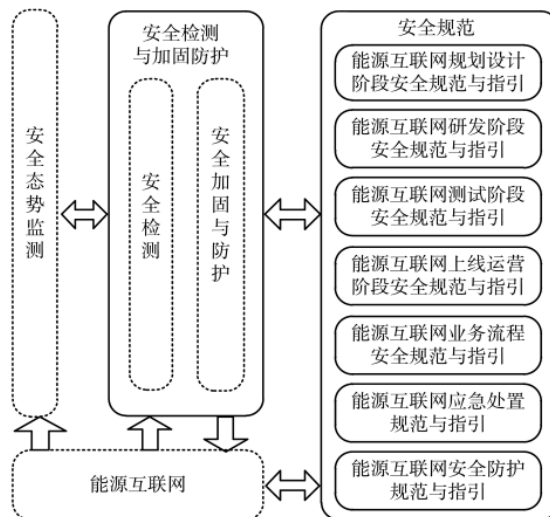 安全态势监测
安全检测
与加固防护
安全检测
安全加固与防护
能源互联网
安全规范
能源互联网规划设计
阶段安全规范与指引
能源互联网研发阶段
安全规范与指引
能源互联网测试阶段
安全规范与指引
能源互联网上线运营
阶段安全规范与指引
能源互联网业务流程
安全规范与指引
能源互联网应急处置
规范与指引
能源互联网安全防护
规范与指引